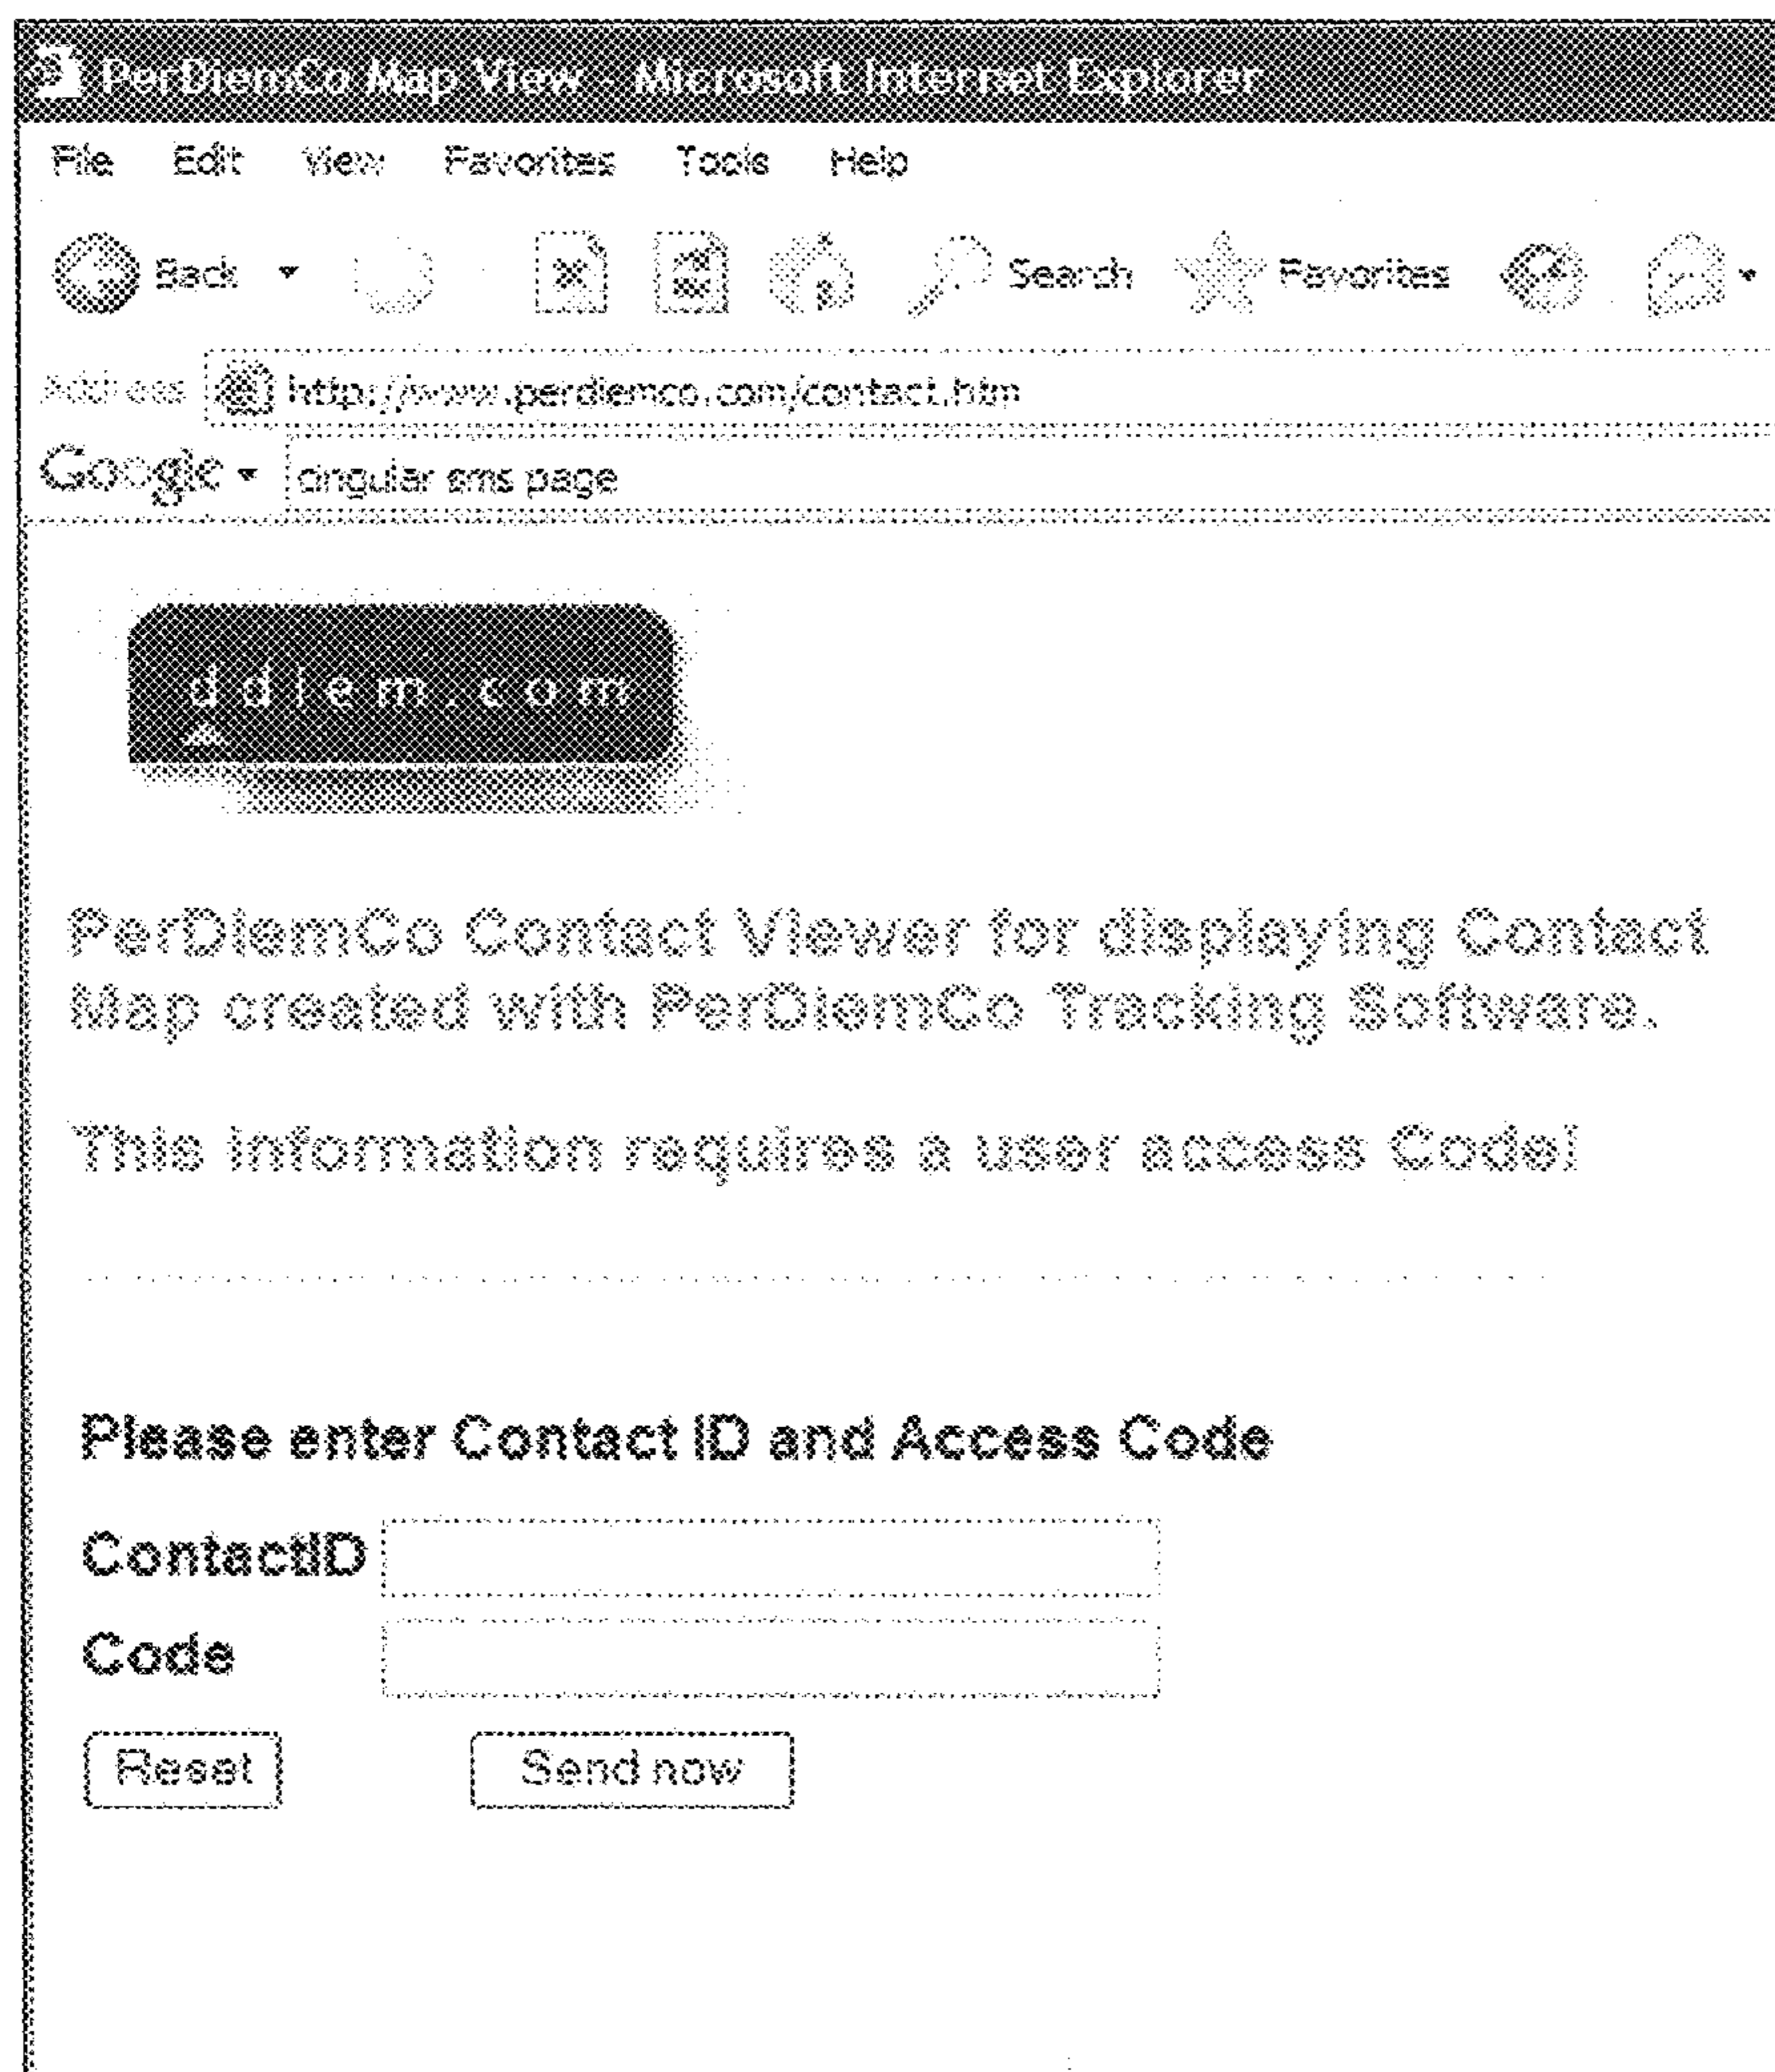 PerDiemCo Map View - Microsoft Internet Explorer
File Edit View Favorites Tools Help
Back Search Favorites
Address http://www.perdiemco.com/contact.htm
Google cingular sms page
ddiem.com
PerDiemCo Contact Viewer for displaying Contact
Map created with PerDiemCo Tracking Software.
This information requires a user access Code!
Please enter Contact ID and Access Code
ContactID
Code
Reset Send now